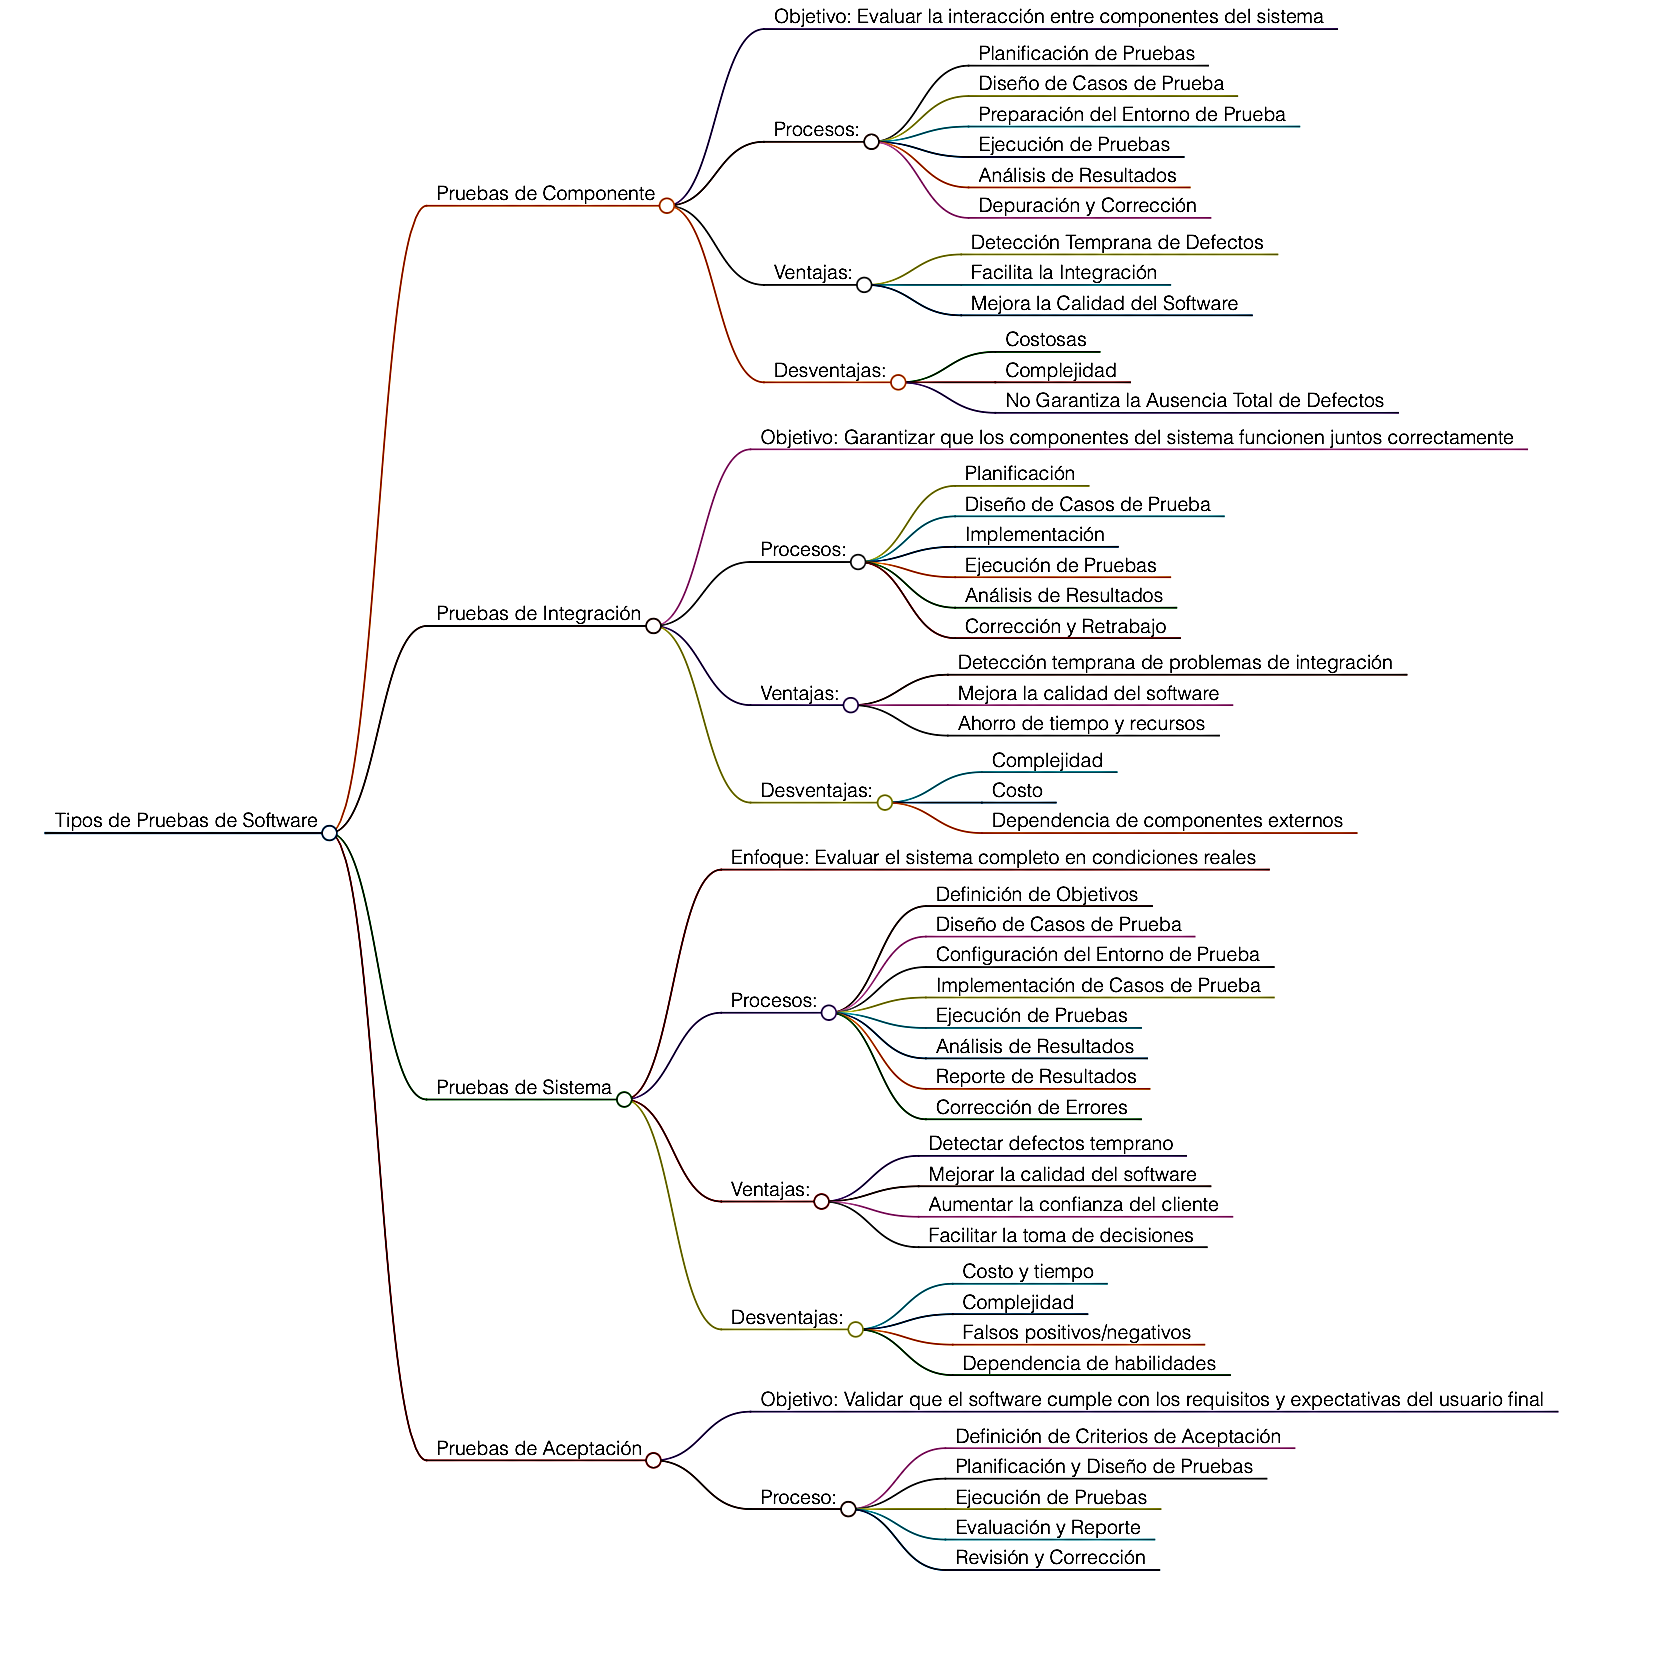 Objetivo: Evaluar la interacción entre componentes del sistema
Planificación de Pruebas
Diseño de Casos de Prueba
Preparación del Entorno de Prueba
Procesos:
Ejecución de Pruebas
Análisis de Resultados
Depuración y Corrección
Pruebas de Componente
Detección Temprana de Defectos
Ventajas:
Facilita la Integración
Mejora la Calidad del Software
Costosas
Desventajas:
Complejidad
No Garantiza la Ausencia Total de Defectos
Objetivo: Garantizar que los componentes del sistema funcionen juntos correctamente
Planificación
Diseño de Casos de Prueba
Implementación
Procesos:
Ejecución de Pruebas
Análisis de Resultados
Corrección y Retrabajo
Pruebas de Integración
Detección temprana de problemas de integración
Ventajas:
Mejora la calidad del software
Ahorro de tiempo y recursos
Complejidad
Desventajas:
Costo
Dependencia de componentes externos
Tipos de Pruebas de Software
Enfoque: Evaluar el sistema completo en condiciones reales
Definición de Objetivos
Diseño de Casos de Prueba
Configuración del Entorno de Prueba
Implementación de Casos de Prueba
Procesos:
Ejecución de Pruebas
Análisis de Resultados
Reporte de Resultados
Corrección de Errores
Pruebas de Sistema
Detectar defectos temprano
Mejorar la calidad del software
Ventajas:
Aumentar la confianza del cliente
Facilitar la toma de decisiones
Costo y tiempo
Complejidad
Desventajas:
Falsos positivos/negativos
Dependencia de habilidades
Objetivo: Validar que el software cumple con los requisitos y expectativas del usuario final
Pruebas de Aceptación
Definición de Criterios de Aceptación
Planificación y Diseño de Pruebas
Proceso:
Ejecución de Pruebas
Evaluación y Reporte
Revisión y Corrección